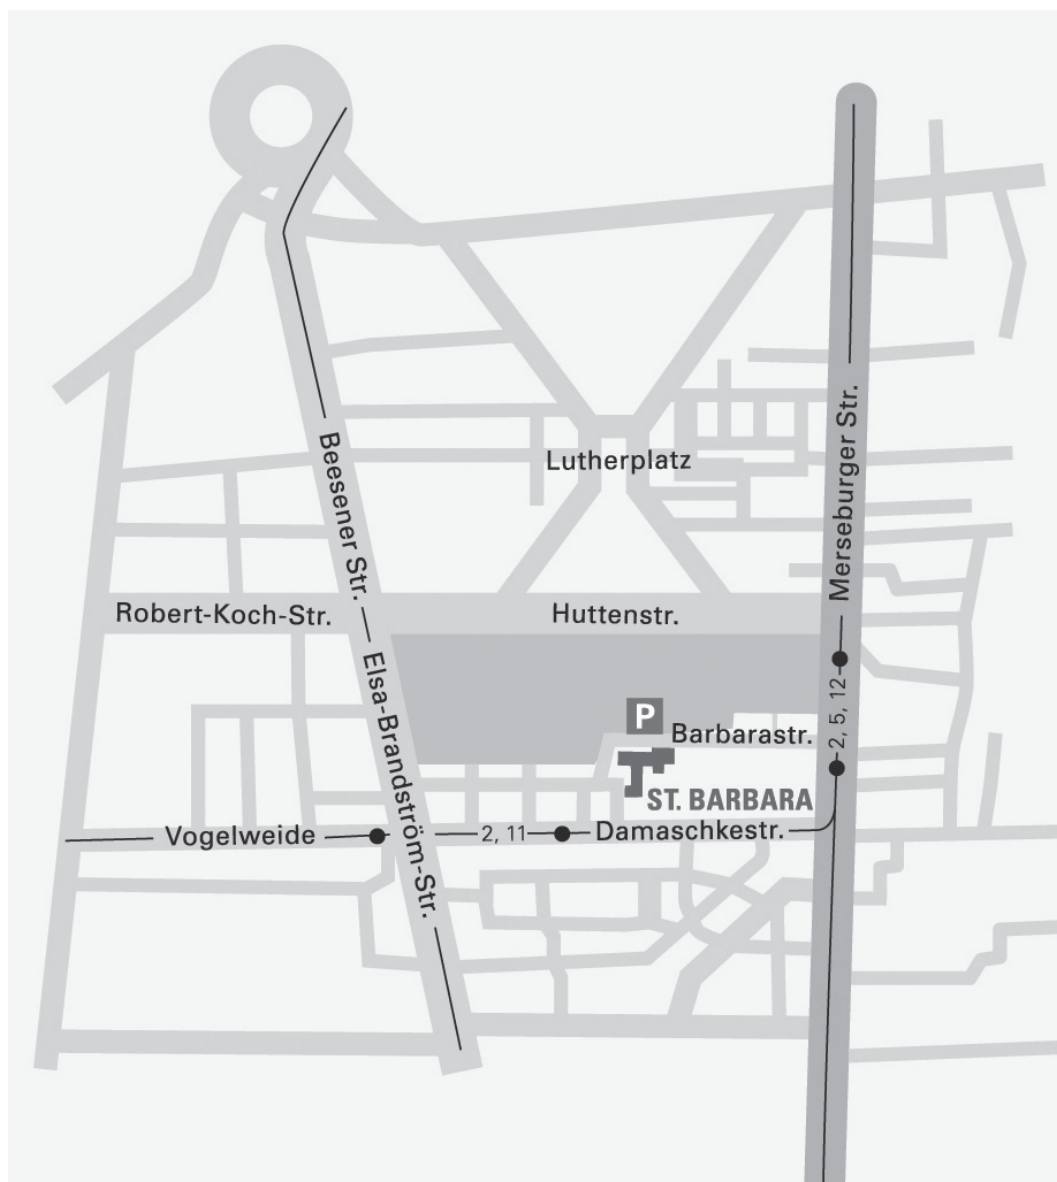 Beesener Str.
Lutherplatz
Merseburger Str.
Robert-Koch-Str.
Huttenstr.
Elsa-Brandström-Str.
P
Barbarastr.
2, 5, 12
ST. BARBARA
Vogelweide
2, 11
Damaschkestr.